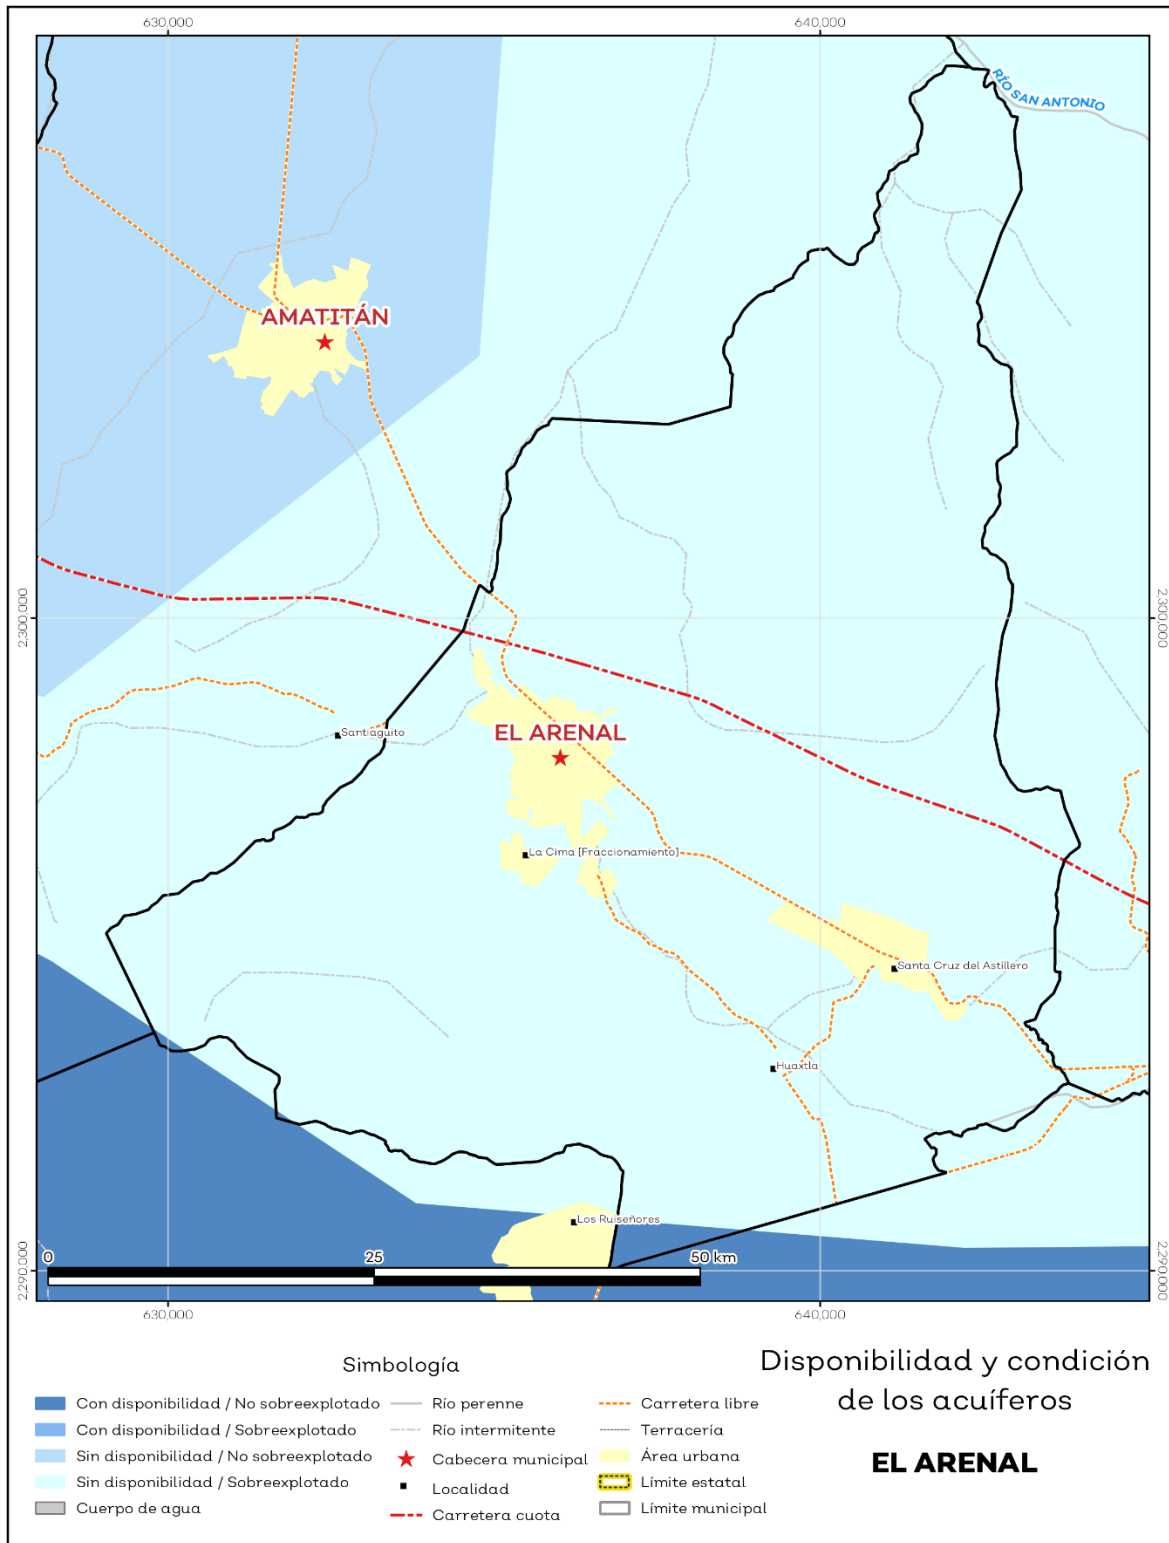 630,000
640,000
RÍO SAN ANTONIO
AMATITÁN
2,300,000
2,300,000
Santiaguito
EL ARENAL
La Cima [Fraccionamiento]
Santa Cruz del Astillero
Huaxtla
Los Ruiseñores
0
25
50 km
2,290,000
2,290,000
630,000
640,000
Simbología
Con disponibilidad / No sobreexplotado
Con disponibilidad / Sobreexplotado
Sin disponibilidad / No sobreexplotado
Sin disponibilidad / Sobreexplotado
Cuerpo de agua
Río perenne
Río intermitente
Cabecera municipal
Localidad
Carretera cuota
Carretera libre
Terracería
Área urbana
Límite estatal
Límite municipal
Disponibilidad y condición
de los acuíferos
EL ARENAL